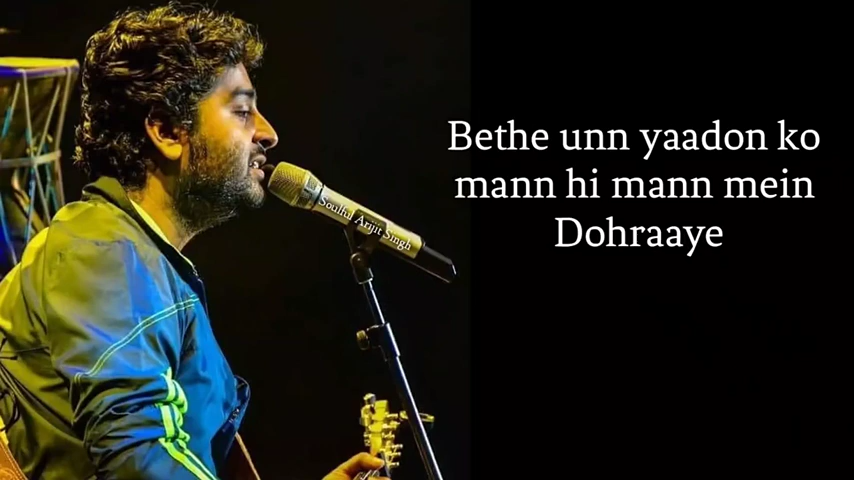 Soulful Arijit Singh
Bethe unn yaadon ko
mann hi mann mein
Dohraaye